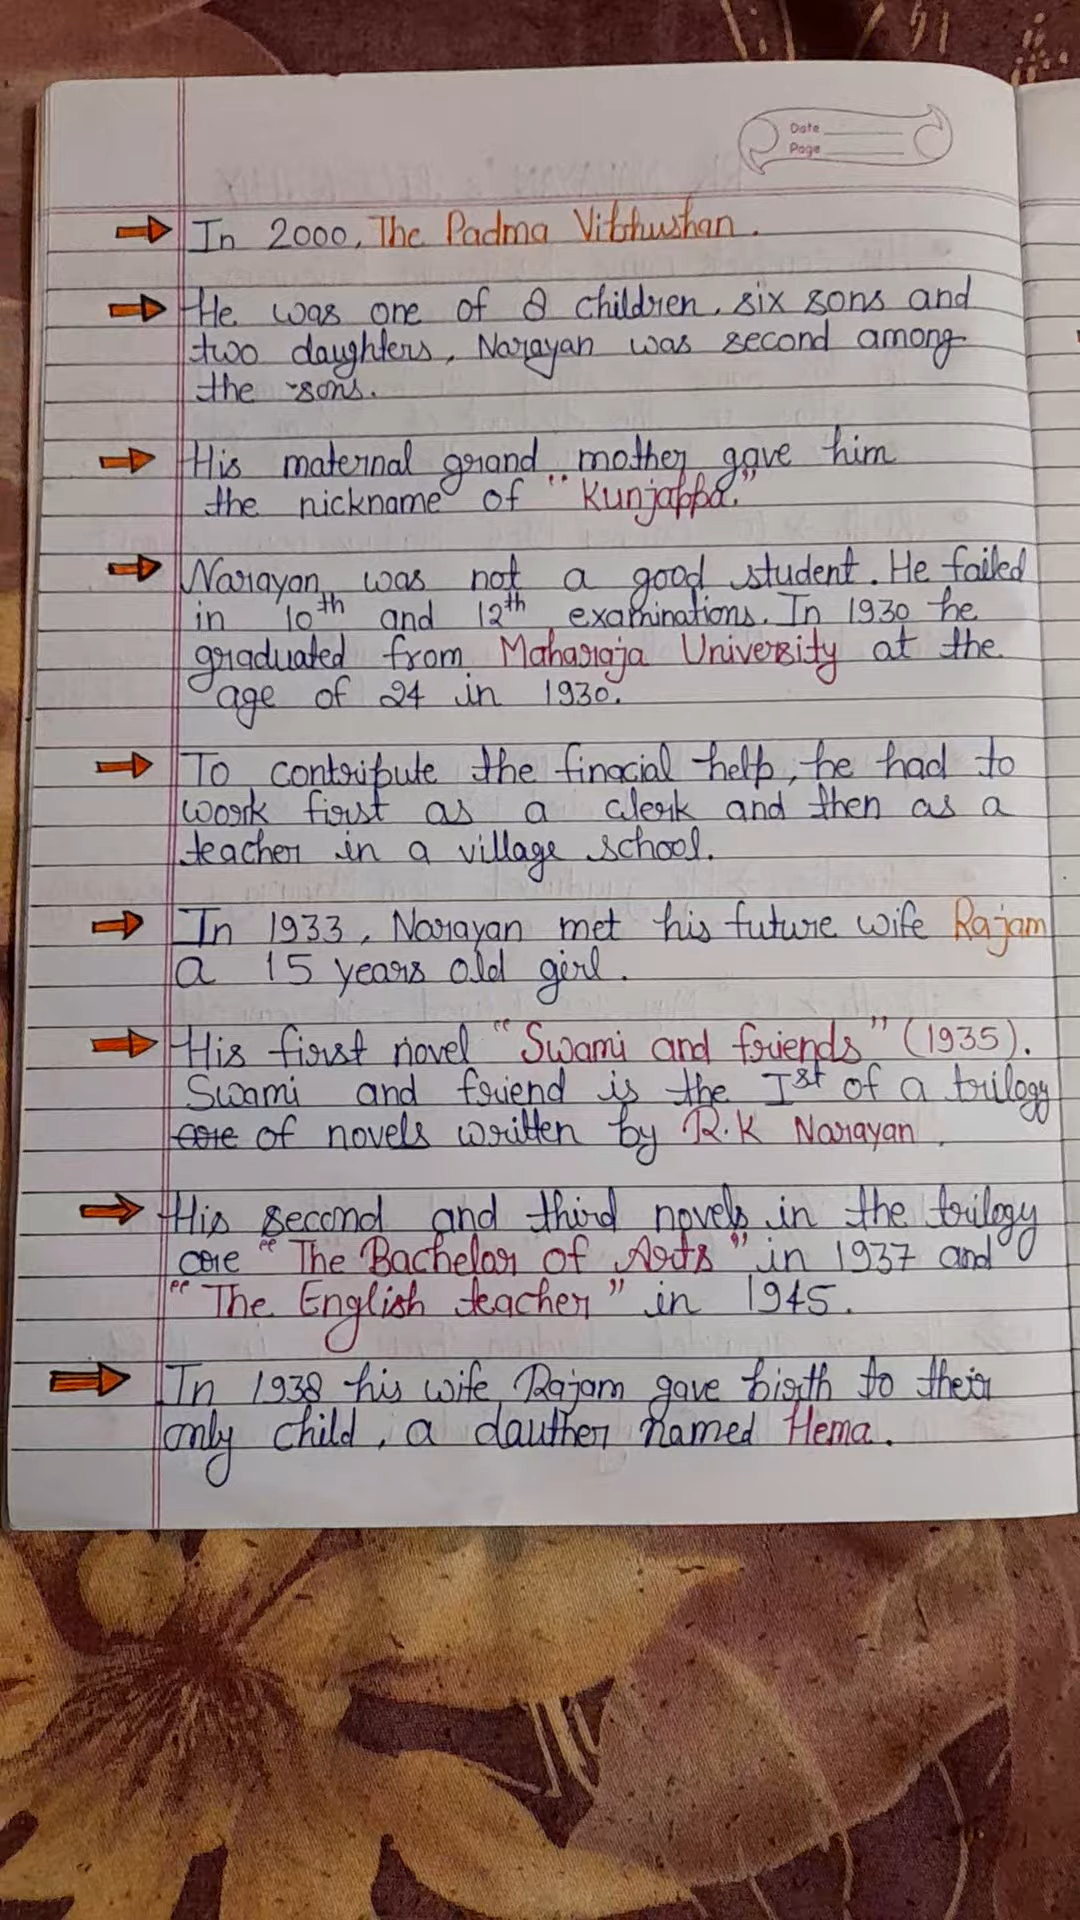 Date
Page
→ In 2000, The Padma Vibhushan.
→ He was one of 8 children, six sons and
two daughters, Narayan was second among
the sons.
→ His maternal grand mother gave him
the nickname of "Kunjappa."
→ Narayan was not a good student. He failed
in 10th and 12th examinations. In 1930 he
graduated from Maharaja University at the
age of 24 in 1930.
→ To contribute the finacial help, he had to
work first as a clerk and then as a
teacher in a village school.
→ In 1933, Narayan met his future wife Rajam
a 15 years old girl.
→ His first novel "Swami and friends" (1935).
Swami and friend is the Ist of a trilogy
core of novels written by R.K Narayan.
→ His second and third novels in the trilogy
are "The Bachelor of Arts" in 1937 and
"The English teacher" in 1945.
→ In 1938 his wife Rajam gave birth to their
only child, a dauther named Hema.